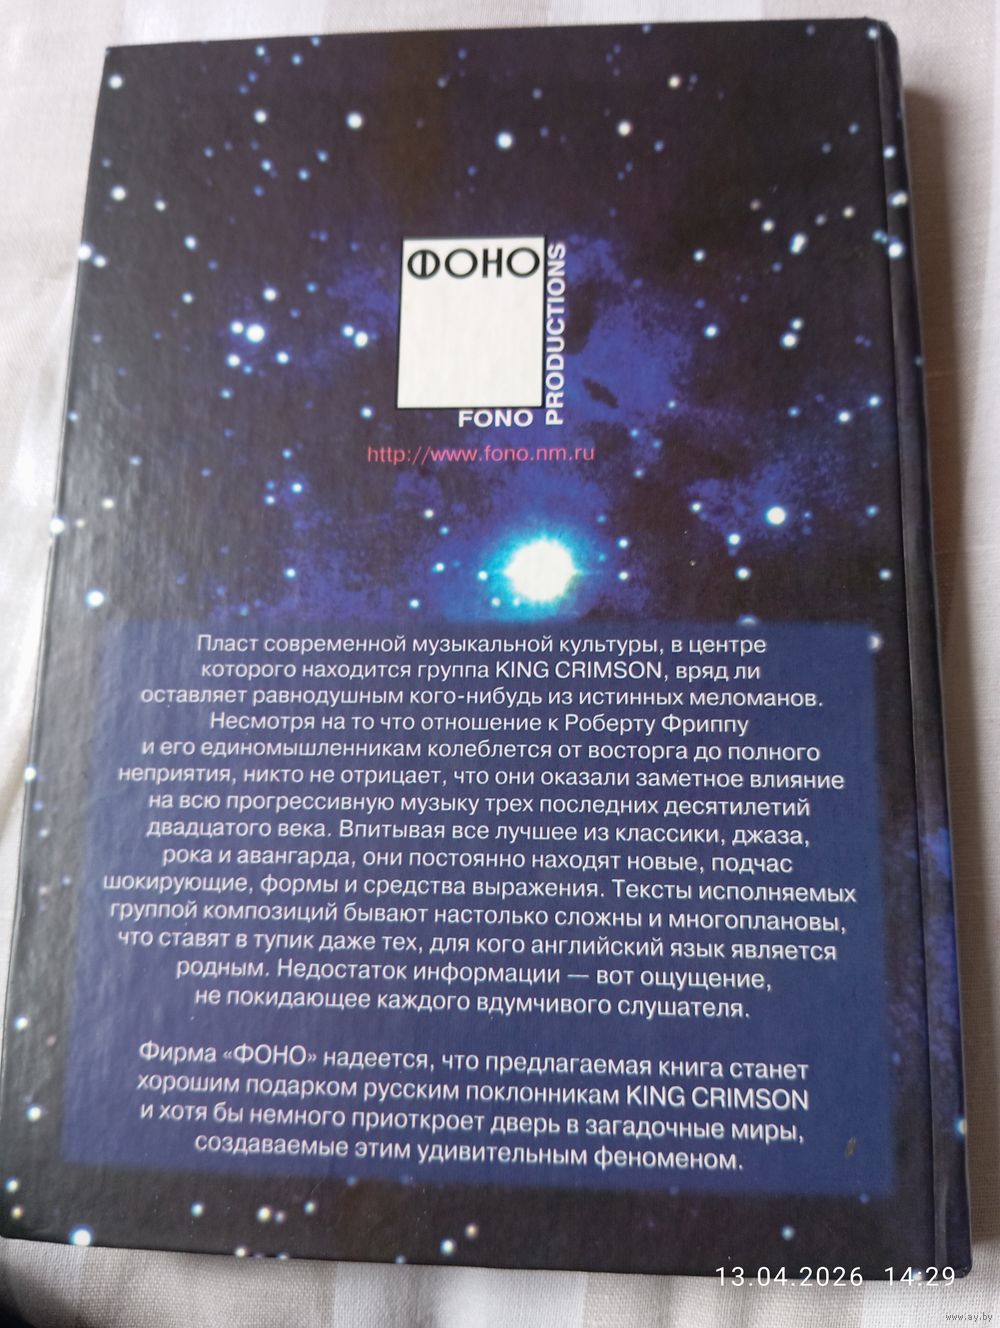 ФОНО
PRODUCTIONS
FONO
http://www.fono.nm.ru
Пласт современной музыкальной культуры, в центре
которого находится группа KING CRIMSON, вряд ли
оставляет равнодушным кого-нибудь из истинных меломанов.
Несмотря на то что отношение к Роберту Фриппу
и его единомышленникам колеблется от восторга до полного
неприятия, никто не отрицает, что они оказали заметное влияние
на всю прогрессивную музыку трех последних десятилетий
двадцатого века. Впитывая все лучшее из классики, джаза,
рока и авангарда, они постоянно находят новые, подчас
шокирующие, формы и средства выражения. Тексты исполняемых
группой композиций бывают настолько сложны и многоплановы,
что ставят в тупик даже тех, для кого английский язык является
родным. Недостаток информации — вот ощущение,
не покидающее каждого вдумчивого слушателя.
Фирма «ФОНО» надеется, что предлагаемая книга станет
хорошим подарком русским поклонникам KING CRIMSON
и хотя бы немного приоткроет дверь в загадочные миры,
создаваемые этим удивительным феноменом.
13.04.2026 14:29
www.ay.by